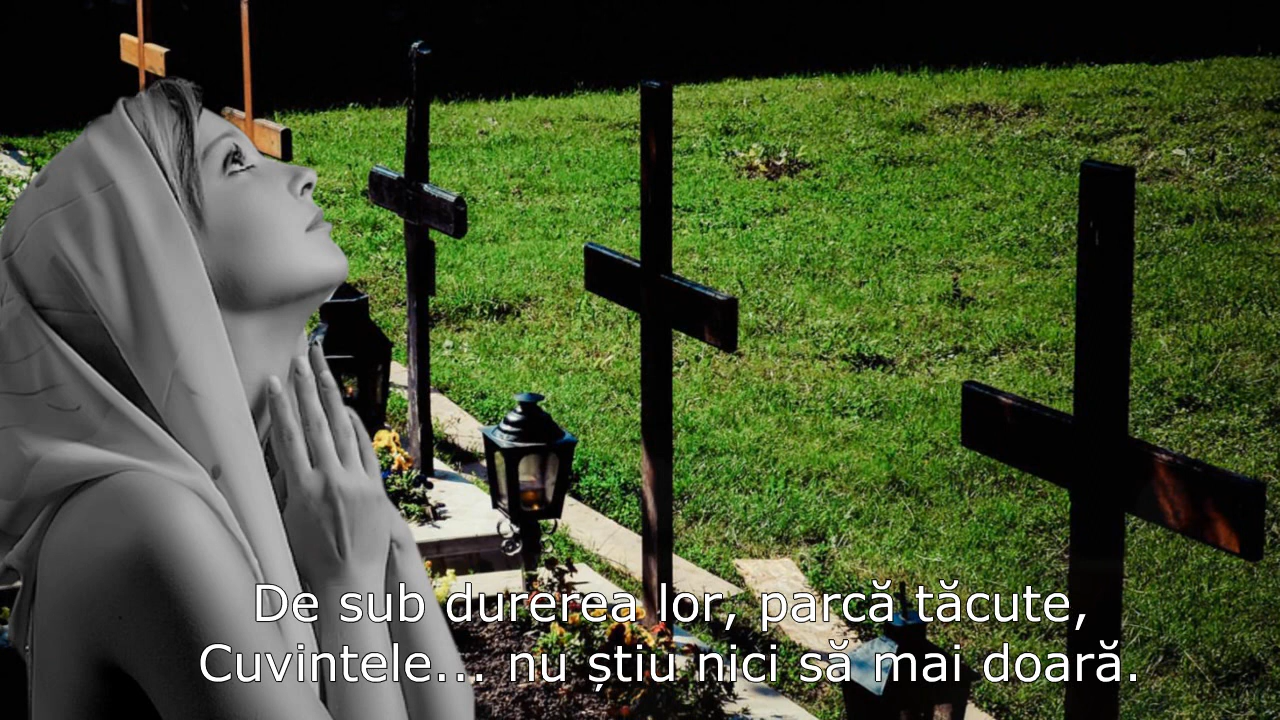 De sub durerea lor, parcă tăcute,
Cuvintele... nu știu nici să mai doară.